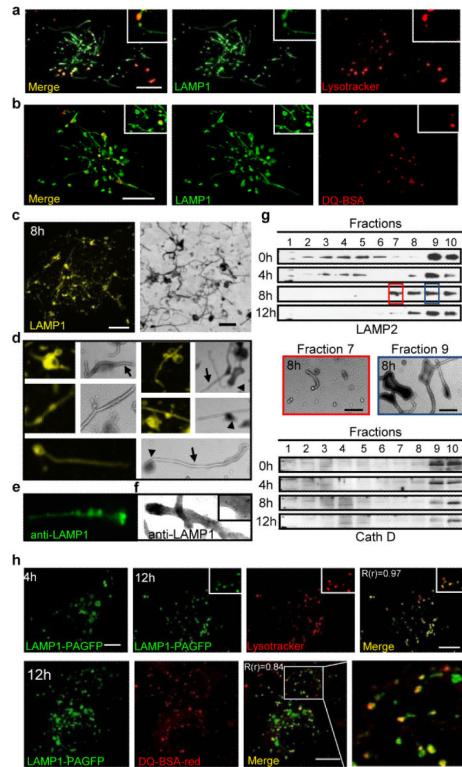 a
Merge
LAMP1
Lysotracker
b
Merge
LAMP1
DQ-BSA
c
8h
LAMP1
d
e
anti-LAMP1
f
anti-LAMP1
g
Fractions
1 2 3 4 5 6 7 8 9 10
0h
4h
8h
12h
LAMP2
Fraction 7
Fraction 9
8h
8h
Fractions
1 2 3 4 5 6 7 8 9 10
0h
4h
8h
12h
Cath D
h
4h
LAMP1-PAGFP
12h
LAMP1-PAGFP
Lysotracker
R(r)=0.97
Merge
12h
LAMP1-PAGFP
DQ-BSA-red
R(r)=0.84
Merge